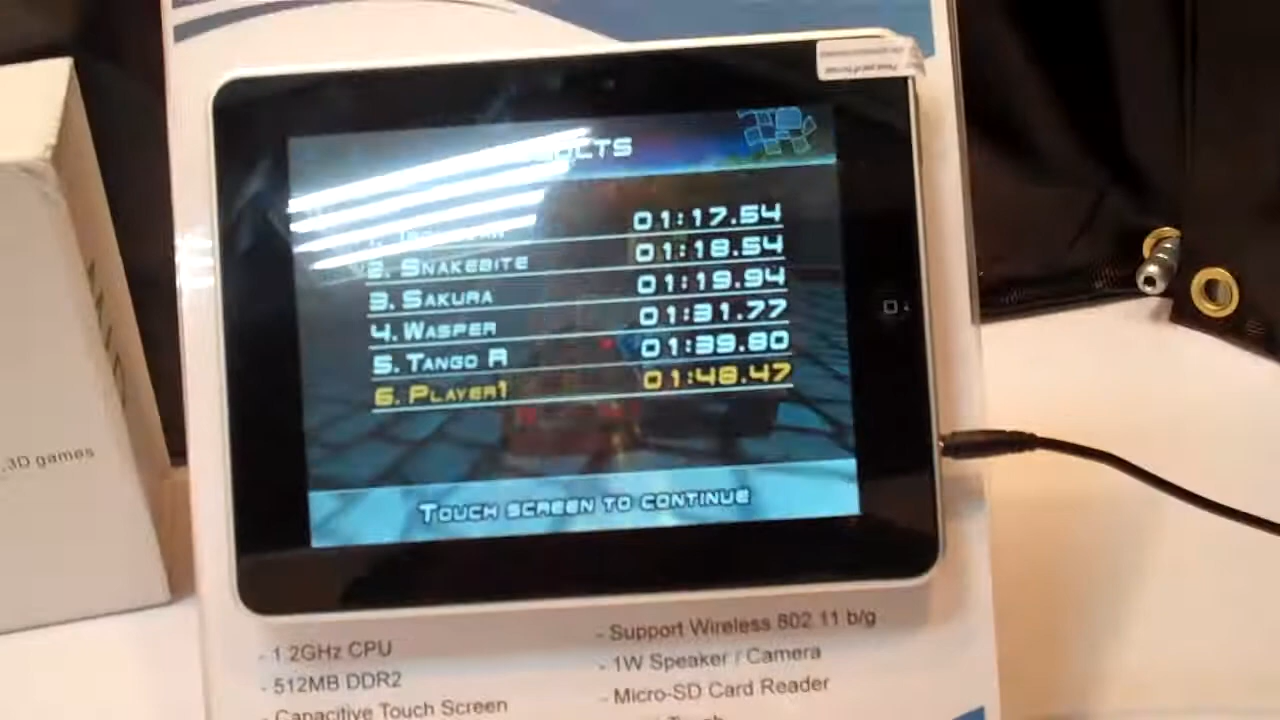 01:17.54
2. SNAKEBITE 01:18.54
3. SAKURA 01:19.94
4. WASPER 01:31.77
5. TANGO R 01:39.80
6. PLAYER1 01:48.47
TOUCH SCREEN TO CONTINUE
3D games
- 1.2GHz CPU
- 512MB DDR2
- Capacitive Touch Screen
- Support Wireless 802.11 b/g
- 1W Speaker / Camera
- Micro-SD Card Reader
Touch